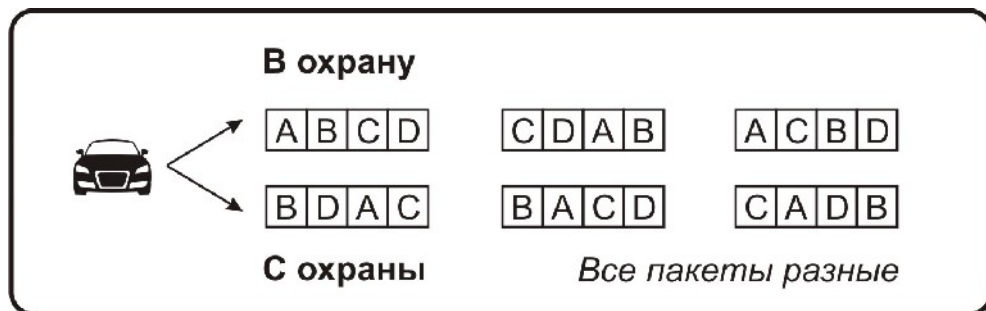 В охрану
A B C D   C D A B   A C B D
B D A C   B A C D   C A D B
С охраны   Все пакеты разные